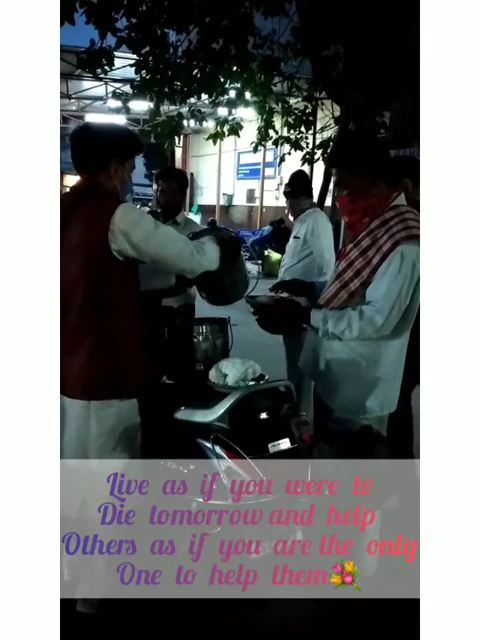 Live as if you were to
Die tomorrow and help
Others as if you are the only
One to help them💐